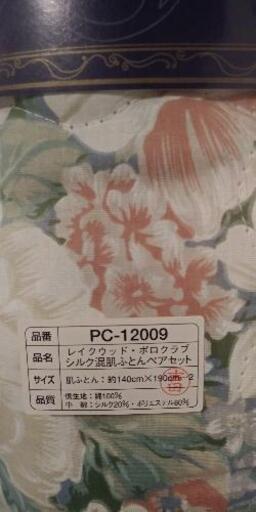 品番 PC-12009
品名 レイクウッド・ポロクラブ
シルク混肌ふとんペアセット
サイズ 肌ふとん:約140cm×190cm…2
品質 側生地:綿100%
中 綿:シルク20%・ポリエステル80%